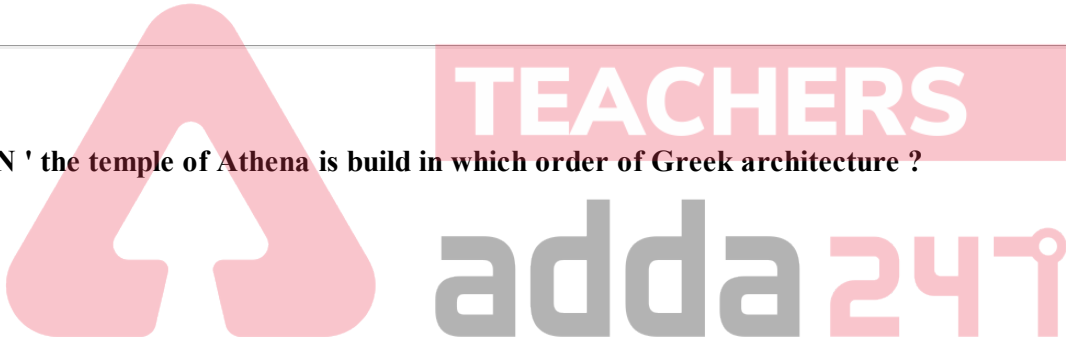 TEACHERS
N ' the temple of Athena is build in which order of Greek architecture ?
adda 247